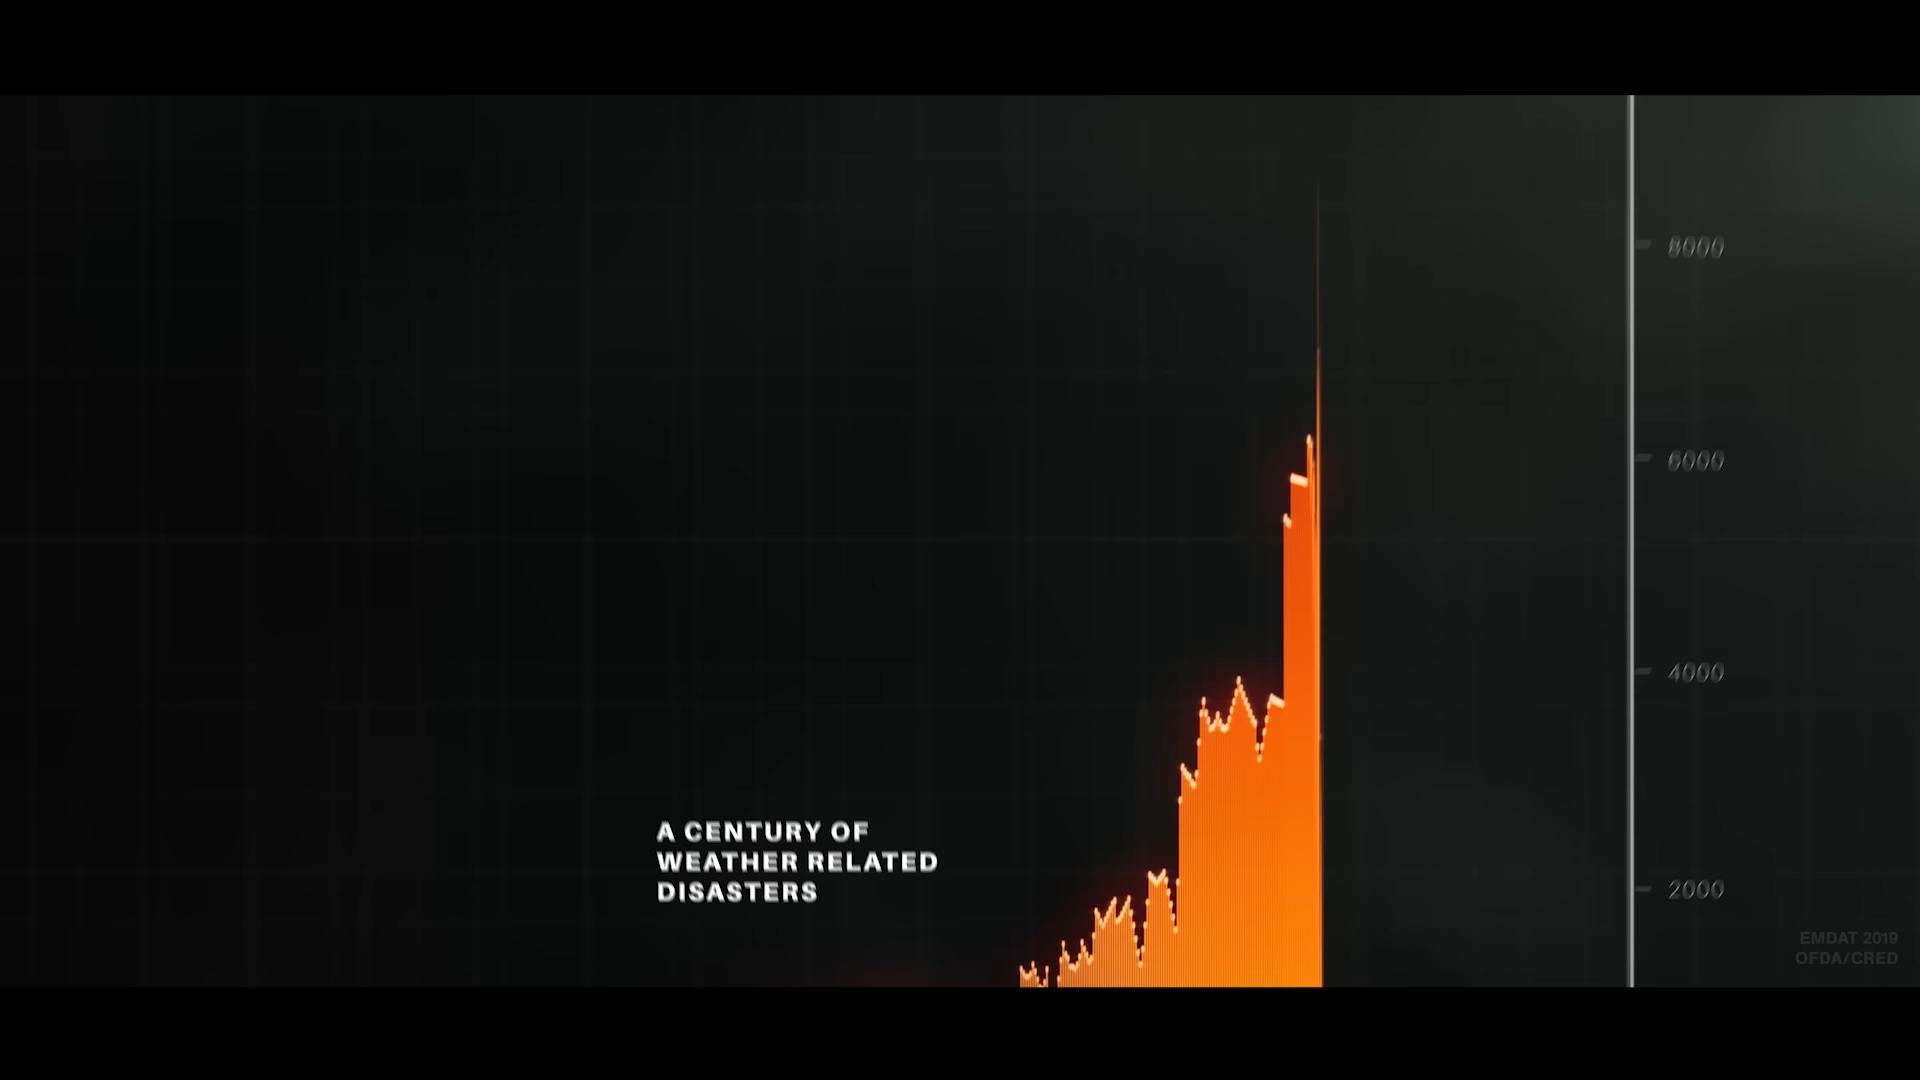 8000
6000
4000
A CENTURY OF
WEATHER RELATED
DISASTERS
2000
EMDAT 2019
OFDA/CRED